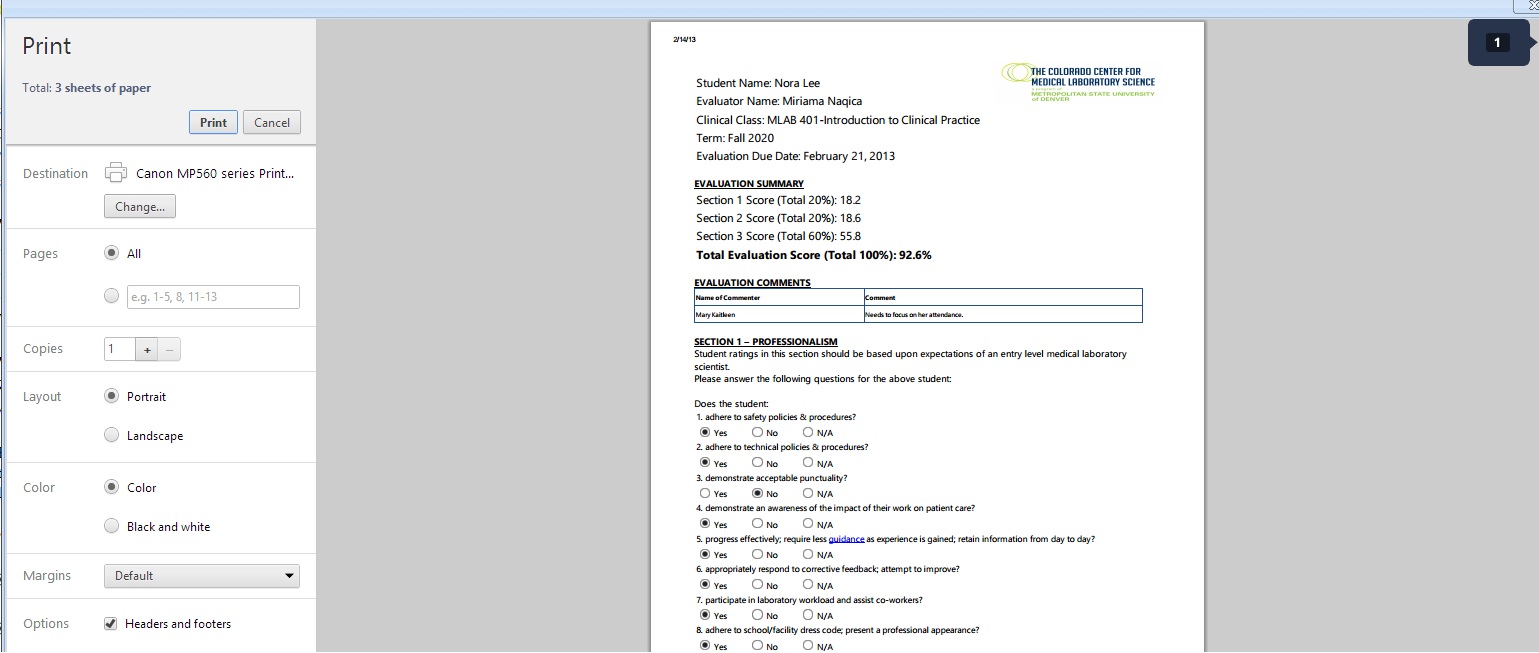 Print
Total: 3 sheets of paper
Print Cancel
Destination Canon MP560 series Print...
Change...
Pages All
e.g. 1-5, 8, 11-13
Copies 1 + −
Layout Portrait
Landscape
Color Color
Black and white
Margins Default
Options Headers and footers
1
2/14/13
THE COLORADO CENTER FOR
MEDICAL LABORATORY SCIENCE
a program of
METROPOLITAN STATE UNIVERSITY
of DENVER
Student Name: Nora Lee
Evaluator Name: Miriama Naqica
Clinical Class: MLAB 401-Introduction to Clinical Practice
Term: Fall 2020
Evaluation Due Date: February 21, 2013
EVALUATION SUMMARY
Section 1 Score (Total 20%): 18.2
Section 2 Score (Total 20%): 18.6
Section 3 Score (Total 60%): 55.8
Total Evaluation Score (Total 100%): 92.6%
EVALUATION COMMENTS
Name of Commenter Comment
Mary Kaitleen Needs to focus on her attendance.
SECTION 1 – PROFESSIONALISM
Student ratings in this section should be based upon expectations of an entry level medical laboratory
scientist.
Please answer the following questions for the above student:
Does the student:
1. adhere to safety policies & procedures?
Yes No N/A
2. adhere to technical policies & procedures?
Yes No N/A
3. demonstrate acceptable punctuality?
Yes No N/A
4. demonstrate an awareness of the impact of their work on patient care?
Yes No N/A
5. progress effectively; require less guidance as experience is gained; retain information from day to day?
Yes No N/A
6. appropriately respond to corrective feedback; attempt to improve?
Yes No N/A
7. participate in laboratory workload and assist co-workers?
Yes No N/A
8. adhere to school/facility dress code; present a professional appearance?
Yes No N/A